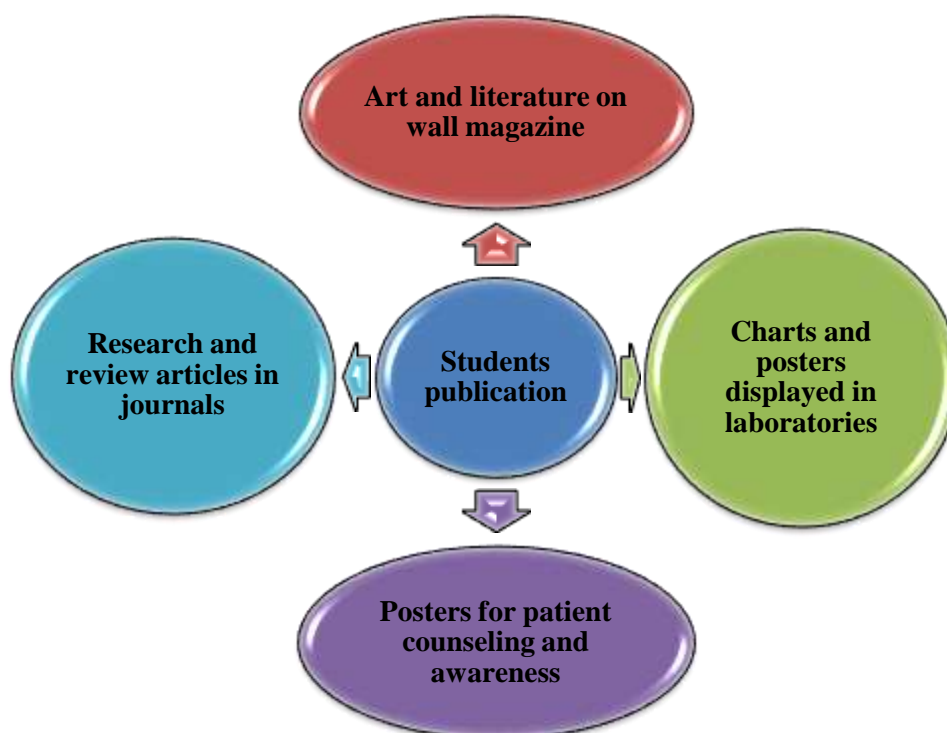 Art and literature on
wall magazine
Research and
review articles in
journals
Students
publication
Charts and
posters
displayed in
laboratories
Posters for patient
counseling and
awareness